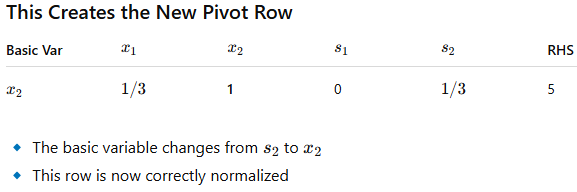 This Creates the New Pivot Row
Basic Var x₁ x₂ s₁ s₂ RHS
x₂ 1/3 1 0 1/3 5
◆ The basic variable changes from s₂ to x₂
◆ This row is now correctly normalized